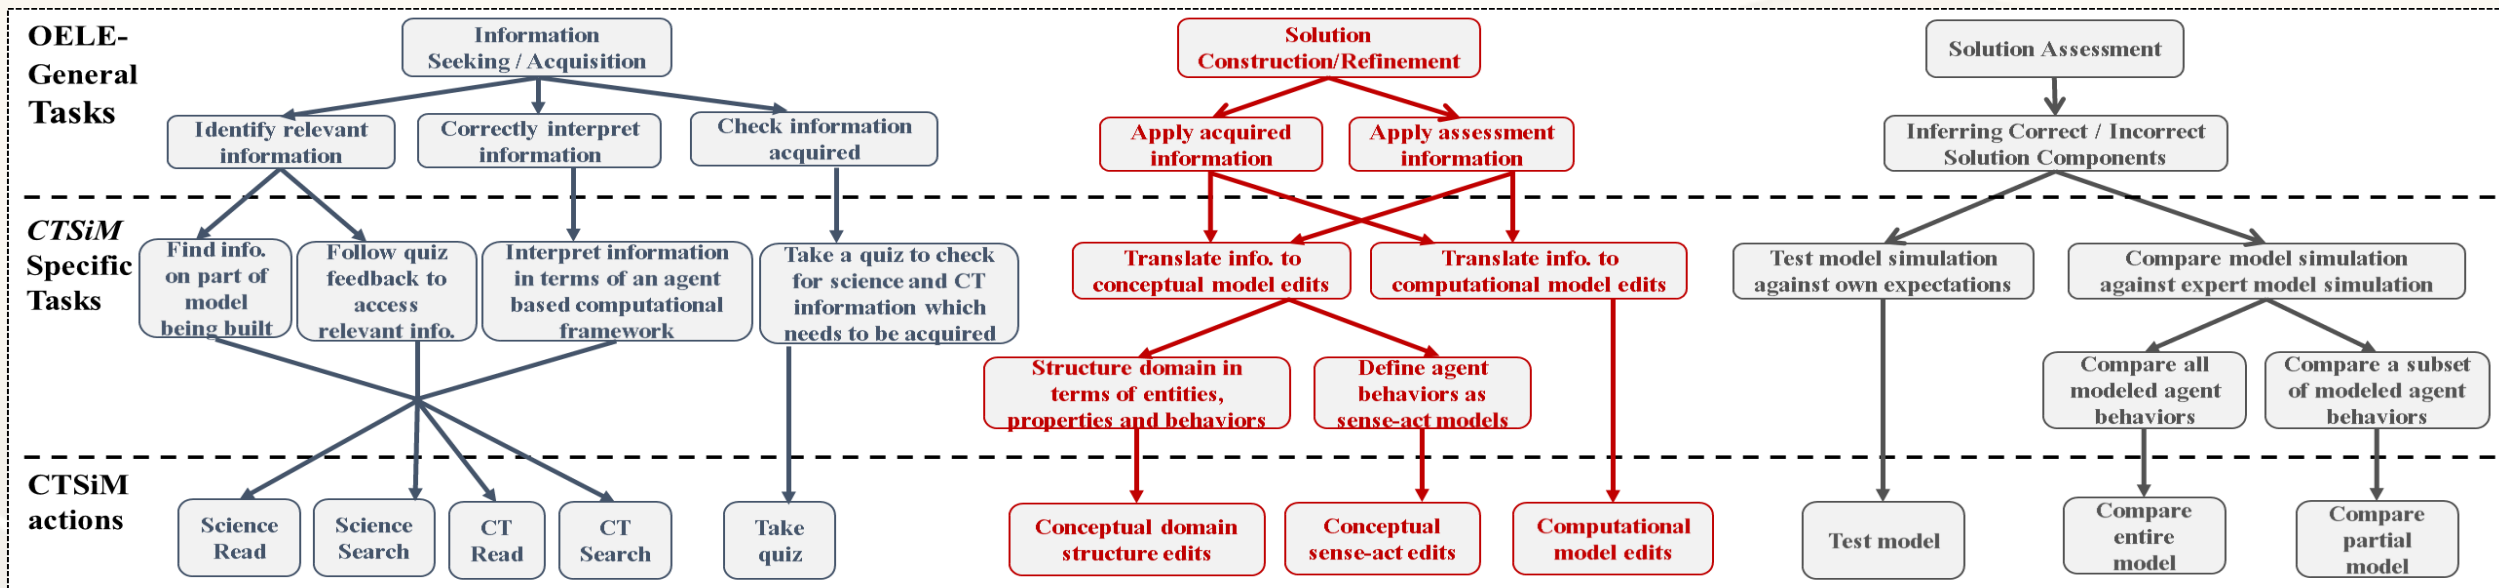 OELE-
General
Tasks
Information
Seeking / Acquisition
Solution
Construction/Refinement
Solution Assessment
Identify relevant
information
Correctly interpret
information
Check information
acquired
Apply acquired
information
Apply assessment
information
Inferring Correct / Incorrect
Solution Components
CTSiM
Specific
Tasks
Find info.
on part of
model
being built
Follow quiz
feedback to
access
relevant info.
Interpret information
in terms of an agent
based computational
framework
Take a quiz to check
for science and CT
information which
needs to be acquired
Translate info. to
conceptual model edits
Translate info. to
computational model edits
Test model simulation
against own expectations
Compare model simulation
against expert model simulation
Structure domain in
terms of entities,
properties and behaviors
Define agent
behaviors as
sense-act models
Compare all
modeled agent
behaviors
Compare a subset
of modeled agent
behaviors
CTSiM
actions
Science
Read
Science
Search
CT
Read
CT
Search
Take
quiz
Conceptual domain
structure edits
Conceptual
sense-act edits
Computational
model edits
Test model
Compare
entire
model
Compare
partial
model